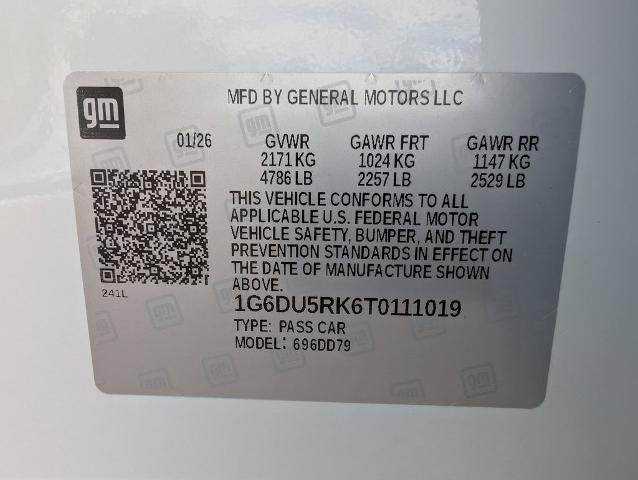 gm
MFD BY GENERAL MOTORS LLC
01/26 GVWR GAWR FRT GAWR RR
2171 KG 1024 KG 1147 KG
4786 LB 2257 LB 2529 LB
THIS VEHICLE CONFORMS TO ALL
APPLICABLE U.S. FEDERAL MOTOR
VEHICLE SAFETY, BUMPER, AND THEFT
PREVENTION STANDARDS IN EFFECT ON
THE DATE OF MANUFACTURE SHOWN
ABOVE.
241L
1G6DU5RK6T0111019
TYPE: PASS CAR
MODEL: 696DD79